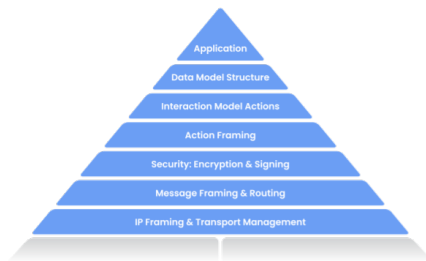 Application
Data Model Structure
Interaction Model Actions
Action Framing
Security: Encryption & Signing
Message Framing & Routing
IP Framing & Transport Management